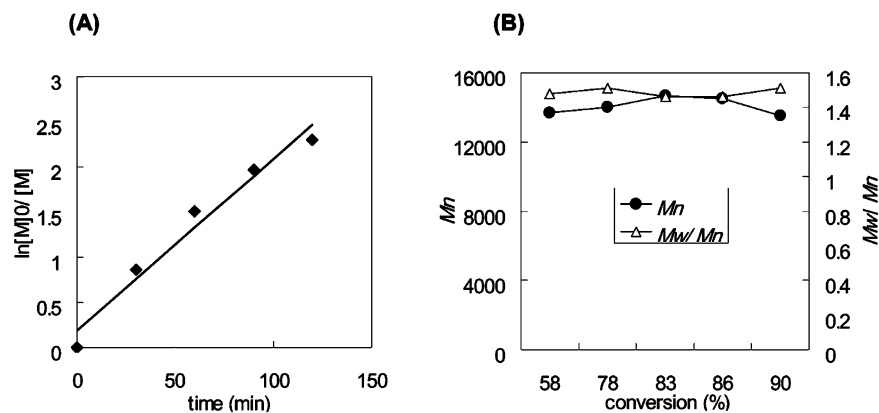 (A)
ln[M]0/ [M]
3
2.5
2
1.5
1
0.5
0
0 50 100 150
time (min)
(B)
Mn
16000
12000
8000
4000
0
Mn
Mw/ Mn
1.6
1.4
1.2
1
0.8
0.6
0.4
0.2
0
Mw/ Mn
58 78 83 86 90
conversion (%)